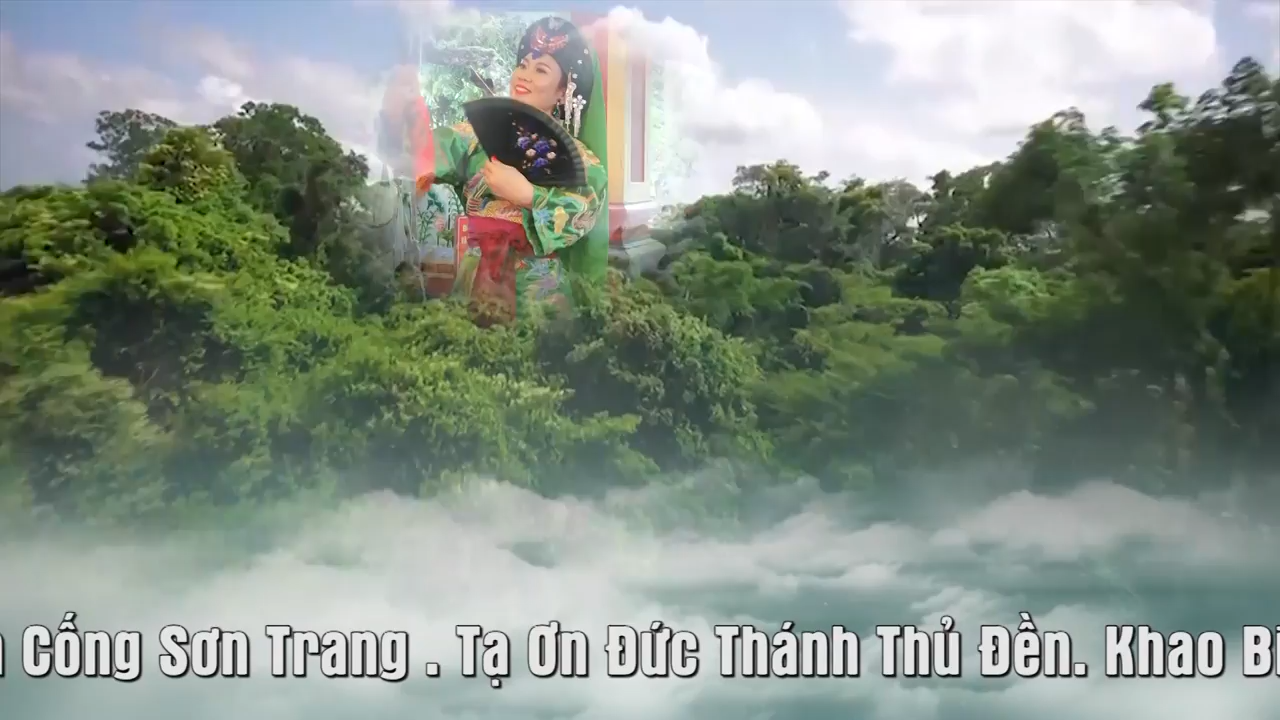 Cống Sơn Trang . Tạ Ơn Đức Thánh Thủ Đền. Khao